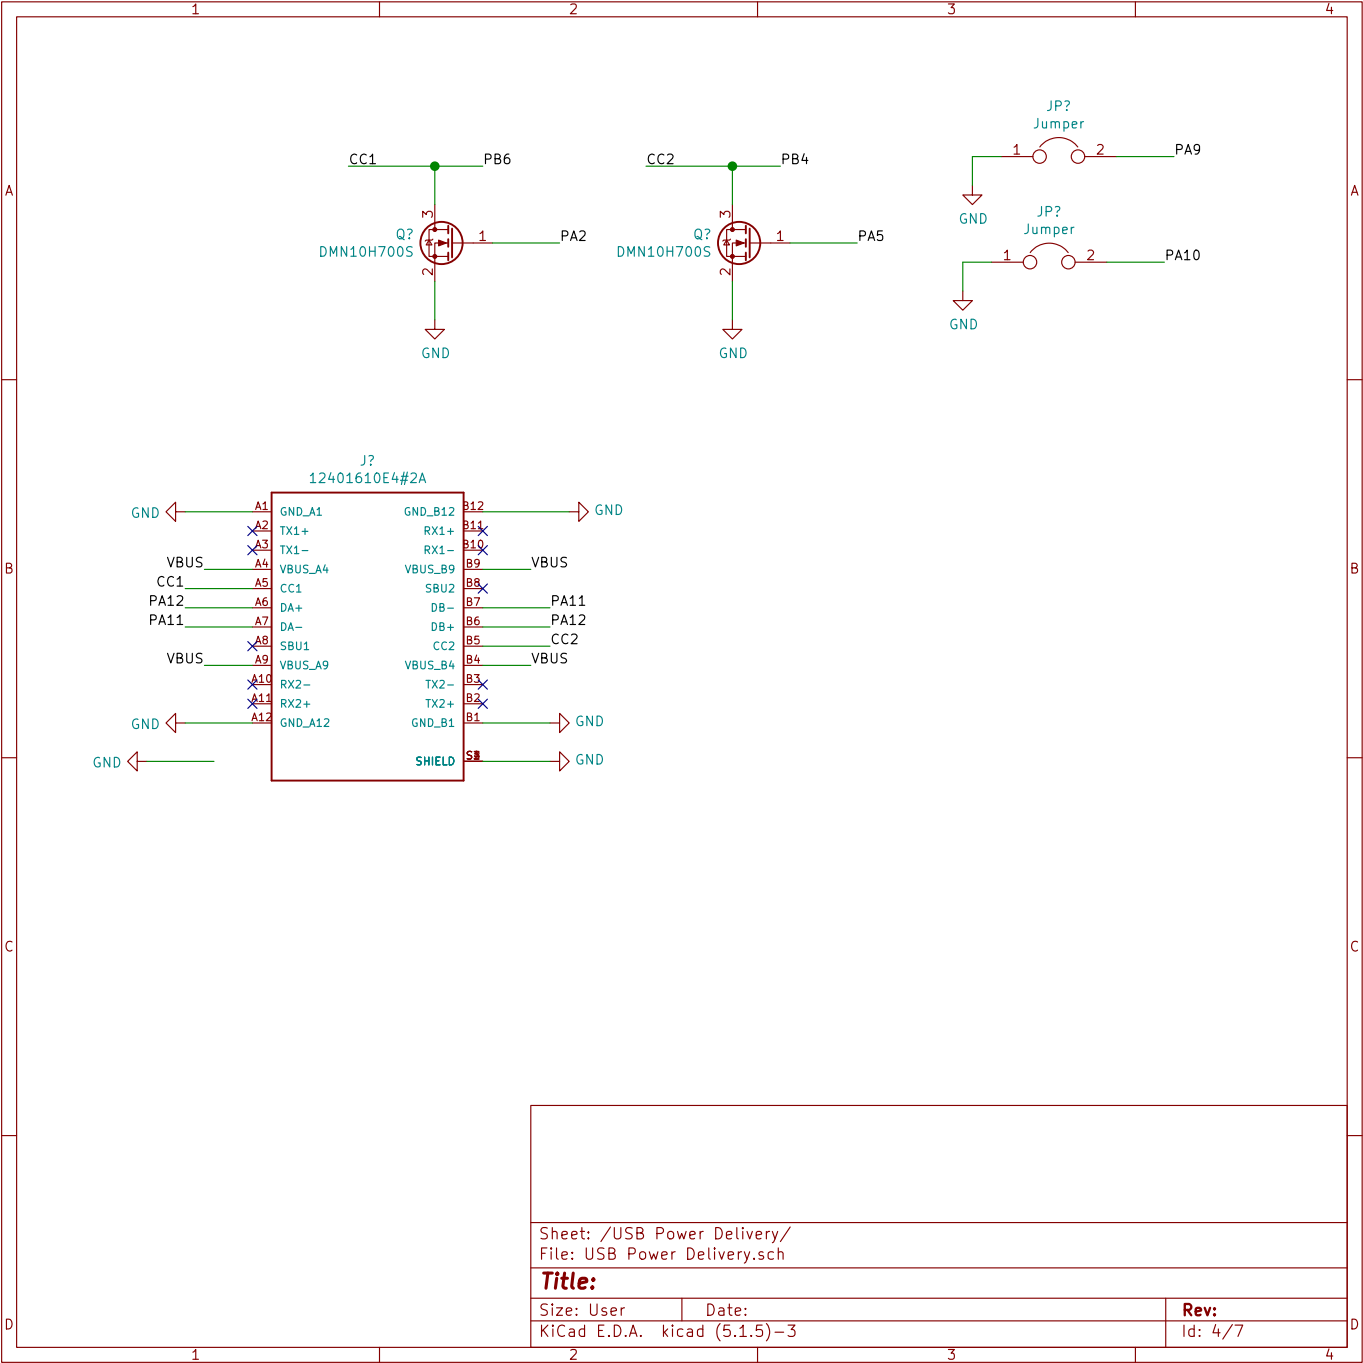 1 2 3 4
JP?
Jumper
1 2 PA9
GND
CC1 PB6
3
Q?
DMN10H700S
1 PA2
2
GND
CC2 PB4
3
Q?
DMN10H700S
1 PA5
2
GND
JP?
Jumper
1 2 PA10
GND
A A
J?
12401610E4#2A
GND A1 GND_A1 GND_B12 B12 GND
A2 TX1+ RX1+ B11
A3 TX1- RX1- B10
VBUS A4 VBUS_A4 VBUS_B9 B9 VBUS
B B
CC1 A5 CC1 SBU2 B8
PA12 A6 DA+ DB- B7 PA11
PA11 A7 DA- DB+ B6 PA12
A8 SBU1 CC2 B5 CC2
VBUS A9 VBUS_A9 VBUS_B4 B4 VBUS
A10 RX2- TX2- B3
A11 RX2+ TX2+ B2
GND A12 GND_A12 GND_B1 B1 GND
GND SHIELD GND
C C
Sheet: /USB Power Delivery/
File: USB Power Delivery.sch
Title:
Size: User Date: Rev:
KiCad E.D.A. kicad (5.1.5)-3 Id: 4/7
D D
1 2 3 4